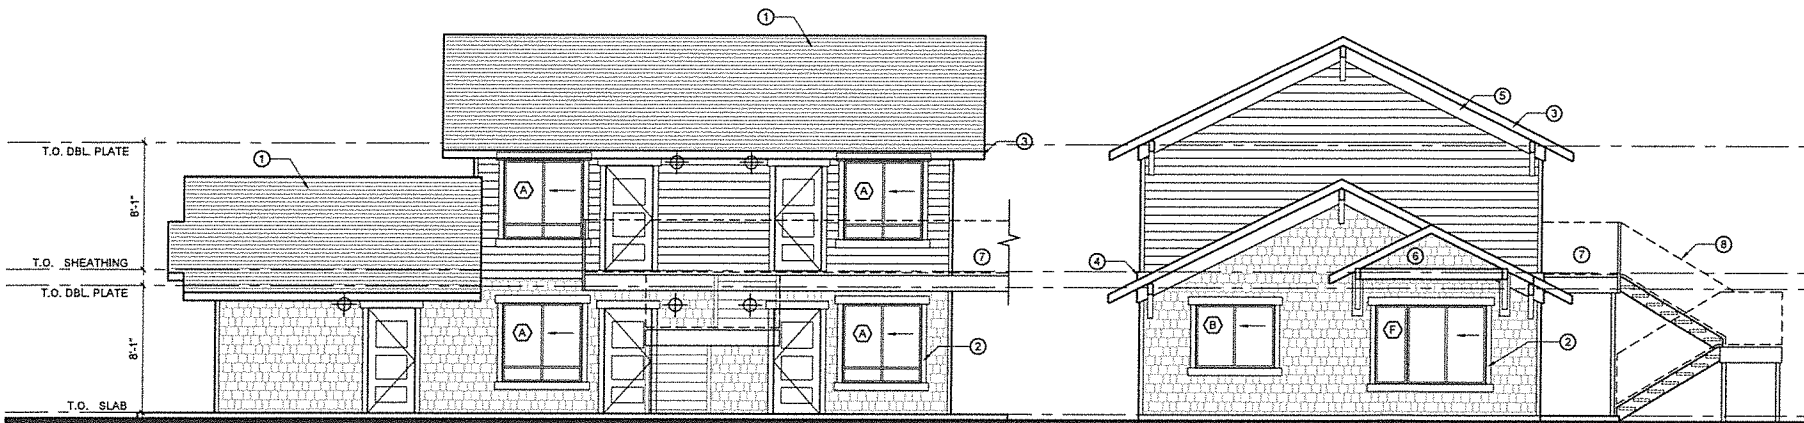 1
T.O. DBL. PLATE
1
3
5
3
8'-1"
A
A
T.O. SHEATHING
7
4
6
7
8
T.O. DBL. PLATE
8'-1"
A
A
B
F
2
2
T.O. SLAB